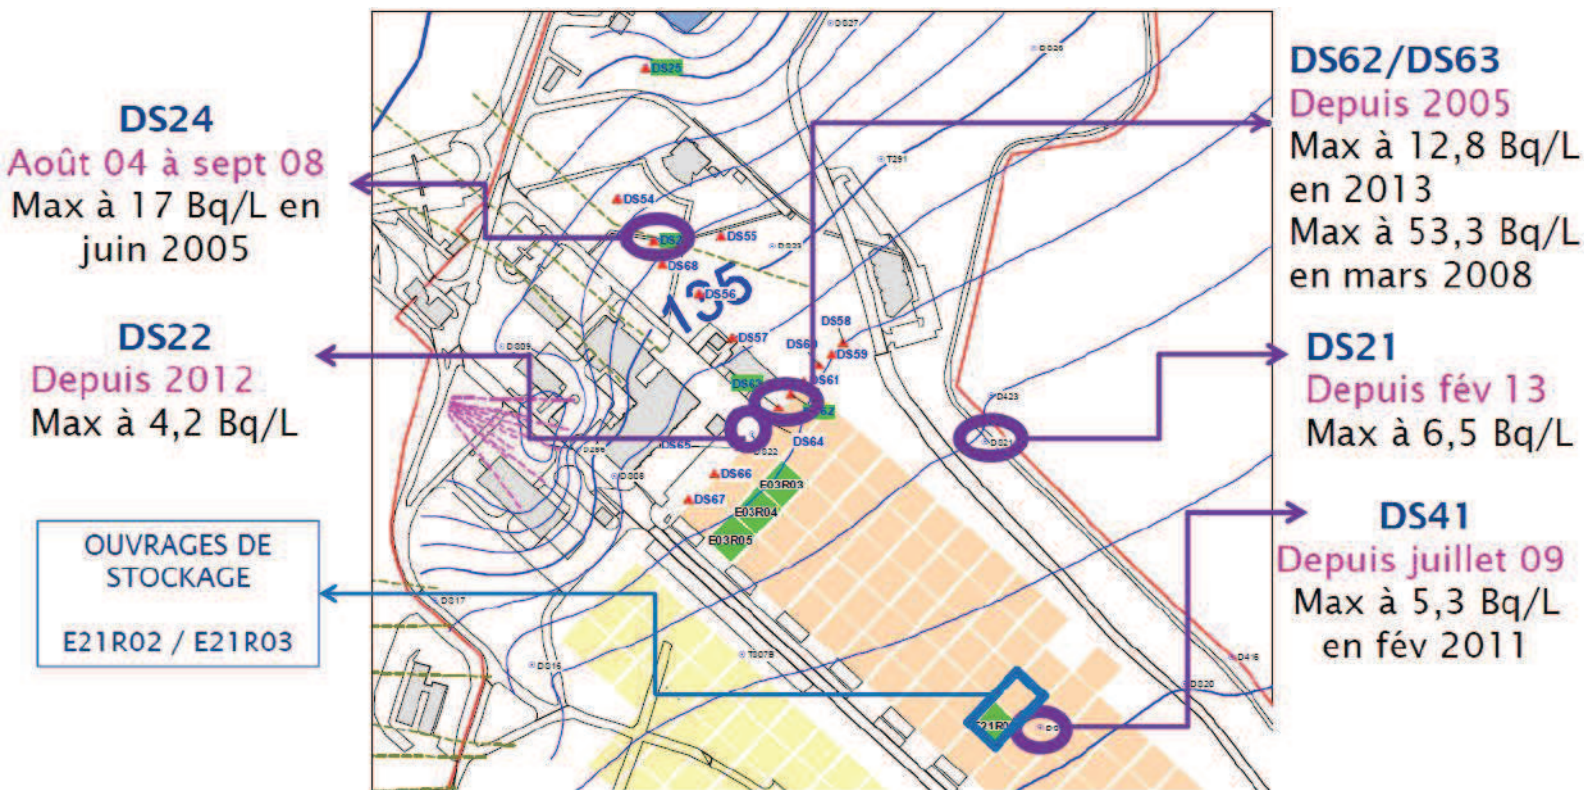 DS24
Août 04 à sept 08
Max à 17 Bq/L en
juin 2005
DS22
Depuis 2012
Max à 4,2 Bq/L
OUVRAGES DE
STOCKAGE
E21R02 / E21R03
DS62/DS63
Depuis 2005
Max à 12,8 Bq/L
en 2013
Max à 53,3 Bq/L
en mars 2008
DS21
Depuis fév 13
Max à 6,5 Bq/L
DS41
Depuis juillet 09
Max à 5,3 Bq/L
en fév 2011
DS25
T291
DS54
DS55
DS68
135
DS56
DS57
DS58
DS59
DS61
DS64
DS65
DS66
DS67
E03R03
E03R04
E03R05
D423
D416